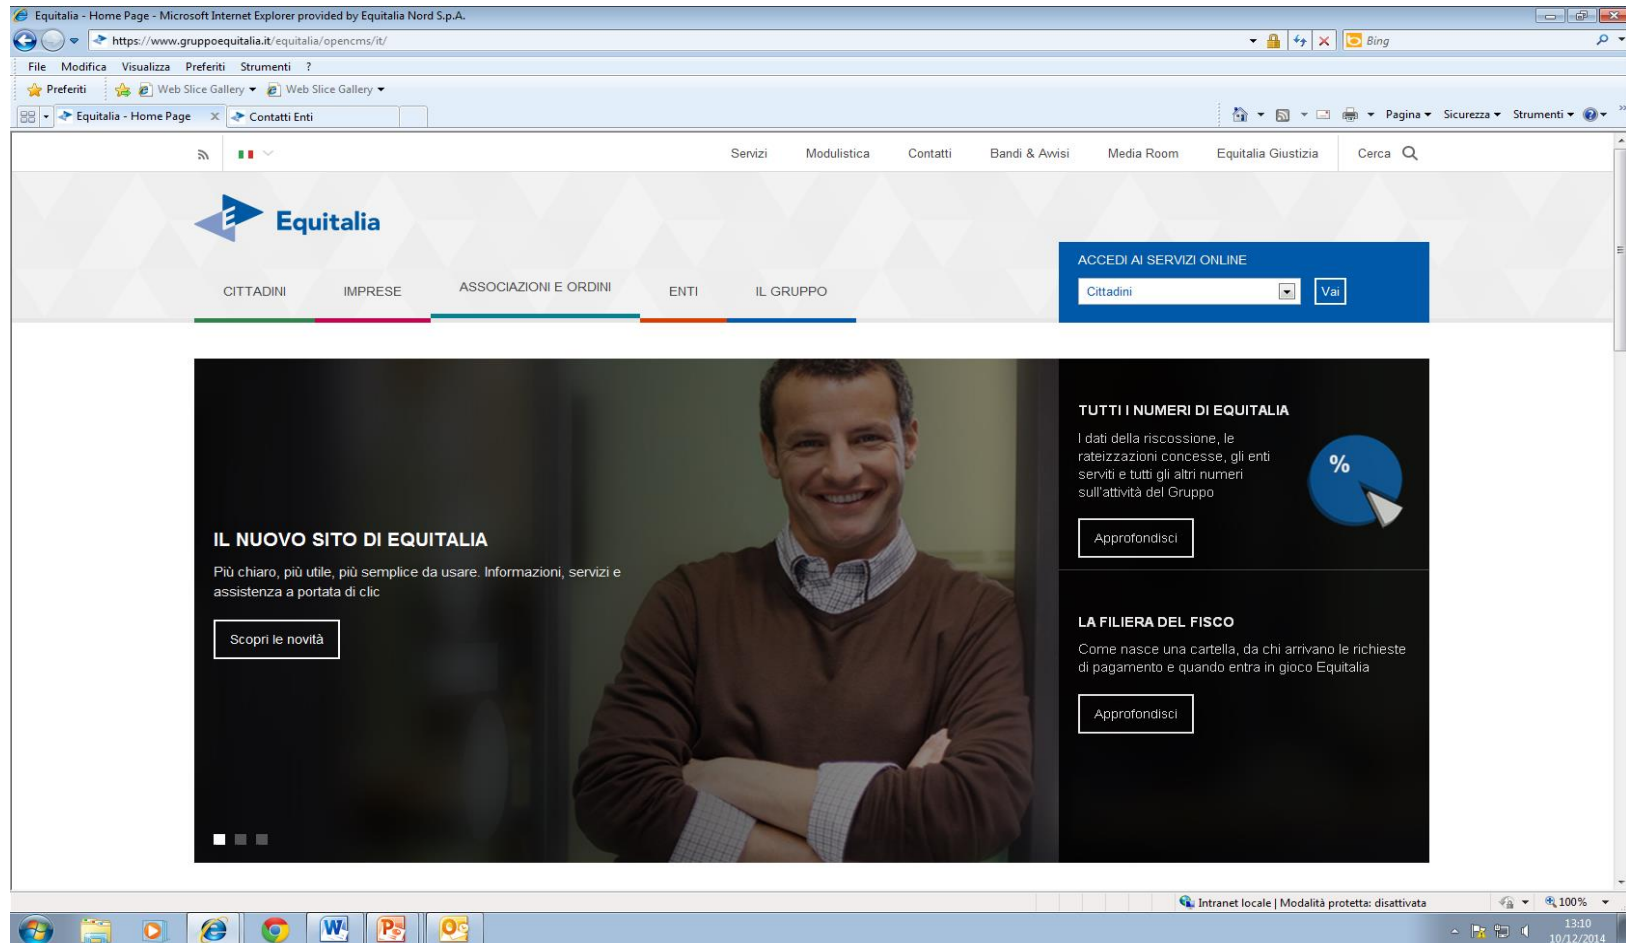 Equitalia - Home Page - Microsoft Internet Explorer provided by Equitalia Nord S.p.A.
https://www.gruppoequitalia.it/equitalia/opencms/it/
Bing
File Modifica Visualizza Preferiti Strumenti ?
Preferiti Web Slice Gallery Web Slice Gallery
Equitalia - Home Page X Contatti Enti
Pagina Sicurezza Strumenti
Servizi Modulistica Contatti Bandi & Avvisi Media Room Equitalia Giustizia Cerca
E Equitalia
ACCEDI AI SERVIZI ONLINE
Cittadini Vai
CITTADINI IMPRESE ASSOCIAZIONI E ORDINI ENTI IL GRUPPO
IL NUOVO SITO DI EQUITALIA
Più chiaro, più utile, più semplice da usare. Informazioni, servizi e
assistenza a portata di clic
Scopri le novità
TUTTI I NUMERI DI EQUITALIA
I dati della riscossione, le
rateizzazioni concesse, gli enti
serviti e tutti gli altri numeri
sull'attività del Gruppo
%
Approfondisci
LA FILIERA DEL FISCO
Come nasce una cartella, da chi arrivano le richieste
di pagamento e quando entra in gioco Equitalia
Approfondisci
Intranet locale | Modalità protetta: disattivata
100%
13:10
10/12/2014